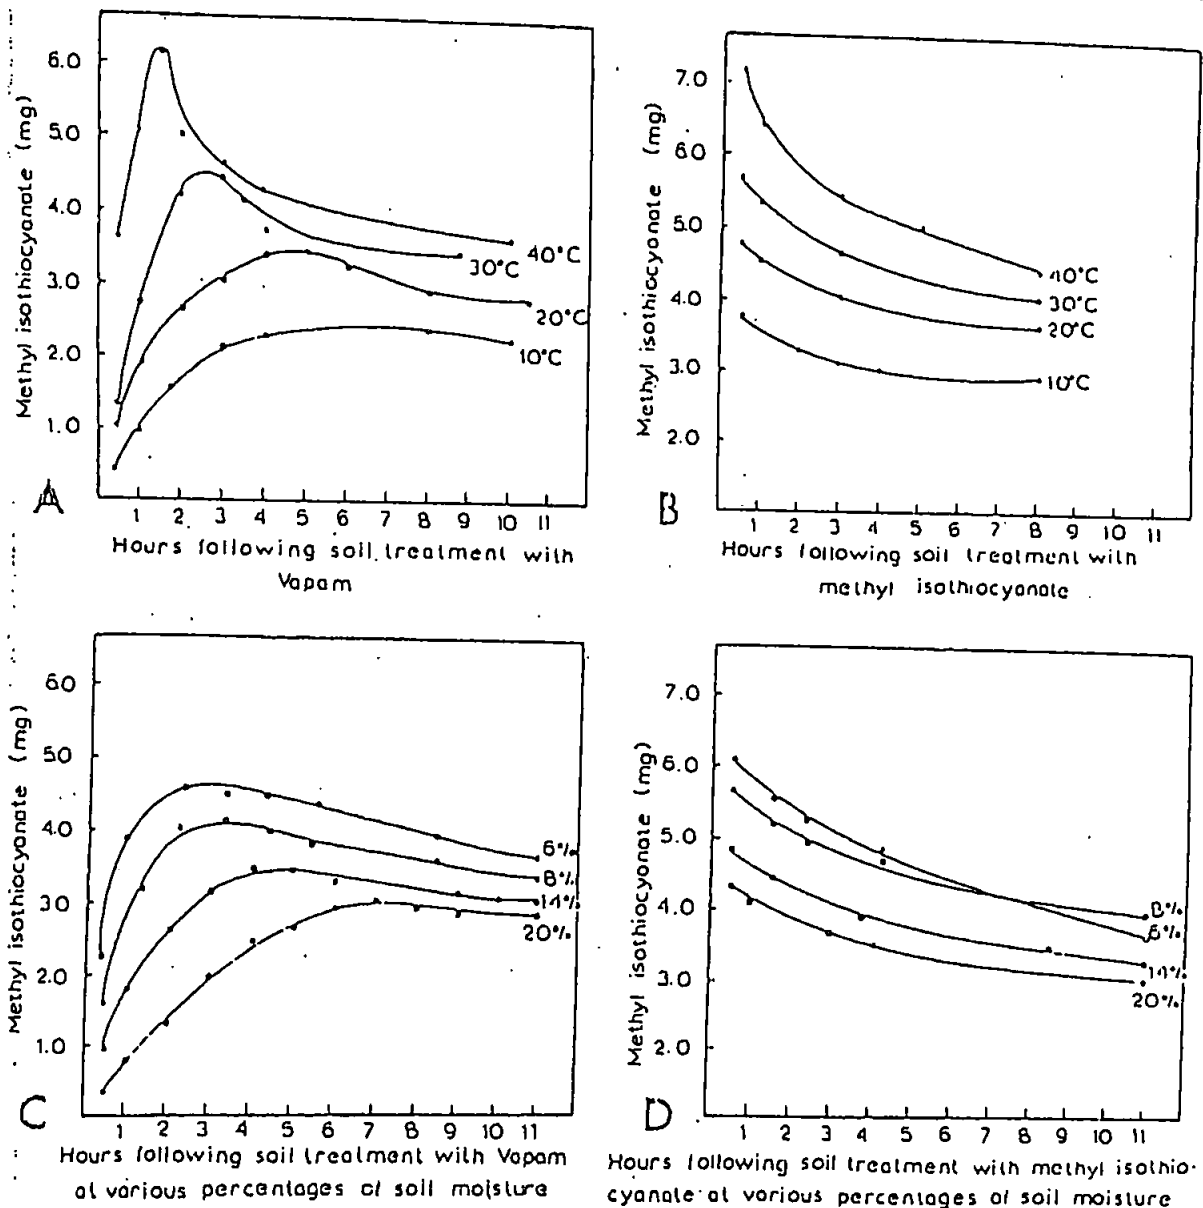 Methyl isothiocyanate (mg)
6.0
5.0
4.0
3.0
2.0
1.0
40°C
30°C
20°C
10°C
A
1 2 3 4 5 6 7 8 9 10 11
Hours following soil treatment with
Vapam
Methyl isothiocyanate (mg)
7.0
6.0
5.0
4.0
3.0
2.0
40°C
30°C
20°C
10°C
B
1 2 3 4 5 6 7 8 9 10 11
Hours following soil treatment with
methyl isothiocyanate
Methyl isothiocyanate (mg)
6.0
5.0
4.0
3.0
2.0
1.0
6%
8%
14%
20%
C
1 2 3 4 5 6 7 8 9 10 11
Hours following soil treatment with Vapam
at various percentages of soil moisture
Methyl isothiocyanate (mg)
7.0
6.0
5.0
4.0
3.0
2.0
8%
6%
14%
20%
D
1 2 3 4 5 6 7 8 9 10 11
Hours following soil treatment with methyl isothio-
cyanate at various percentages of soil moisture